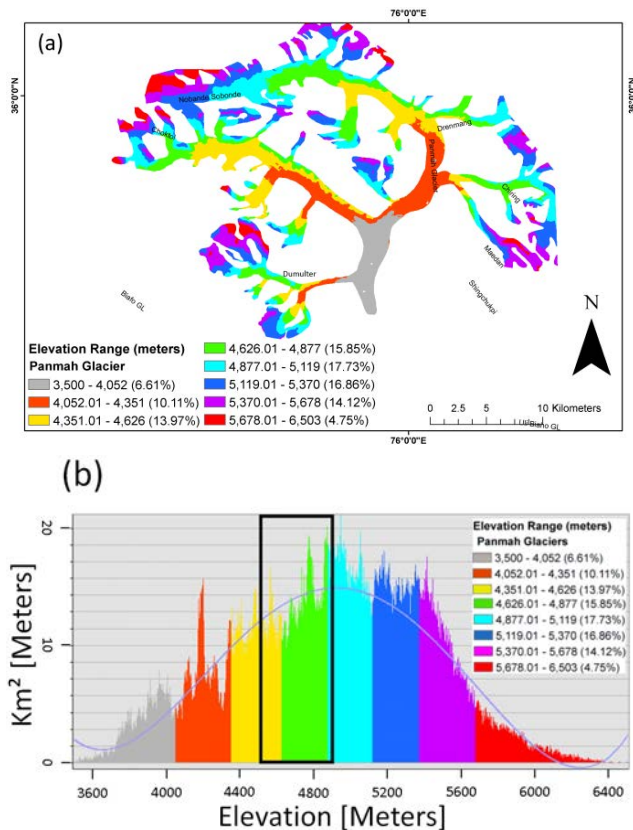 (a)
76°0'0"E
36°0'0"N
36°0'0"N
Nobande Sobonde
Choktoi
Drenmang
Panmah Glacier
Chiring
Maedan
Shingchukpi
Dumulter
Biafo GL
N
Elevation Range (meters)
Panmah Glacier
3,500 - 4,052 (6.61%)
4,052.01 - 4,351 (10.11%)
4,351.01 - 4,626 (13.97%)
4,626.01 - 4,877 (15.85%)
4,877.01 - 5,119 (17.73%)
5,119.01 - 5,370 (16.86%)
5,370.01 - 5,678 (14.12%)
5,678.01 - 6,503 (4.75%)
0 2.5 5 10 Kilometers
Biafo GL
76°0'0"E
(b)
Elevation Range (meters)
Panmah Glaciers
3,500 - 4,052 (6.61%)
4,052.01 - 4,351 (10.11%)
4,351.01 - 4,626 (13.97%)
4,626.01 - 4,877 (15.85%)
4,877.01 - 5,119 (17.73%)
5,119.01 - 5,370 (16.86%)
5,370.01 - 5,678 (14.12%)
5,678.01 - 6,503 (4.75%)
20
10
0
Km² [Meters]
3600 4000 4400 4800 5200 5600 6000 6400
Elevation [Meters]